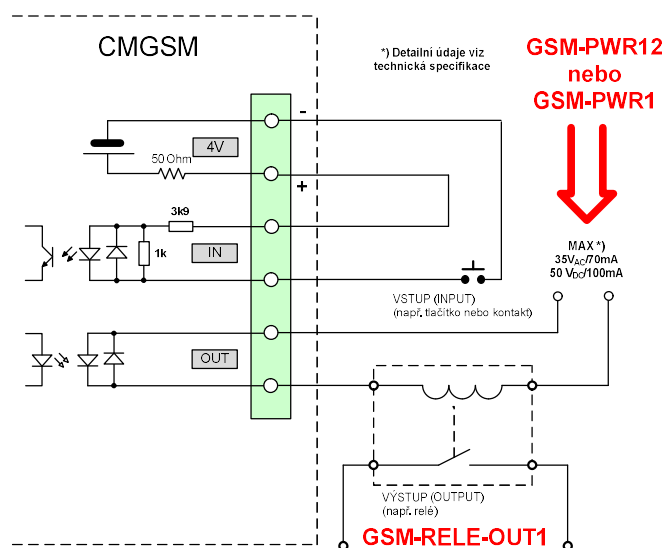 CMGSM
*) Detailní údaje viz
technická specifikace
GSM-PWR12
nebo
GSM-PWR1
-
4V
50 Ohm
+
3k9
1k
IN
MAX *)
35VAC/70mA
50 VDC/100mA
VSTUP (INPUT)
(např. tlačítko nebo kontakt)
OUT
VÝSTUP (OUTPUT)
(např. relé)
GSM-RELE-OUT1